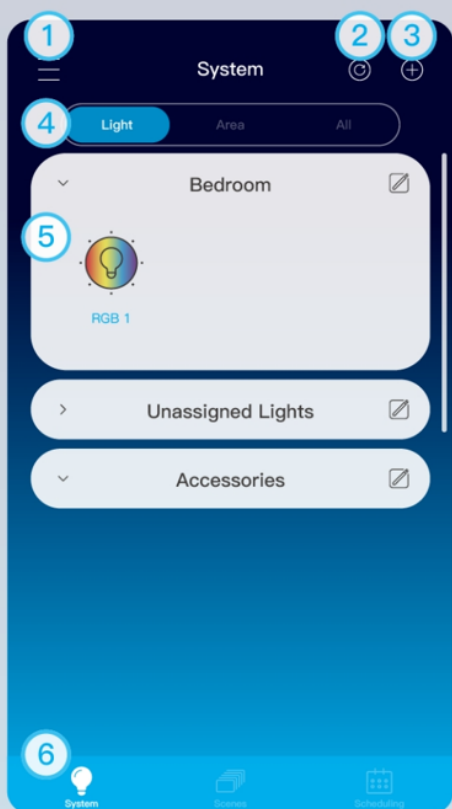 1
2
3
System
4
Light Area All
Bedroom
5
RGB 1
Unassigned Lights
Accessories
6
System Scenes Scheduling